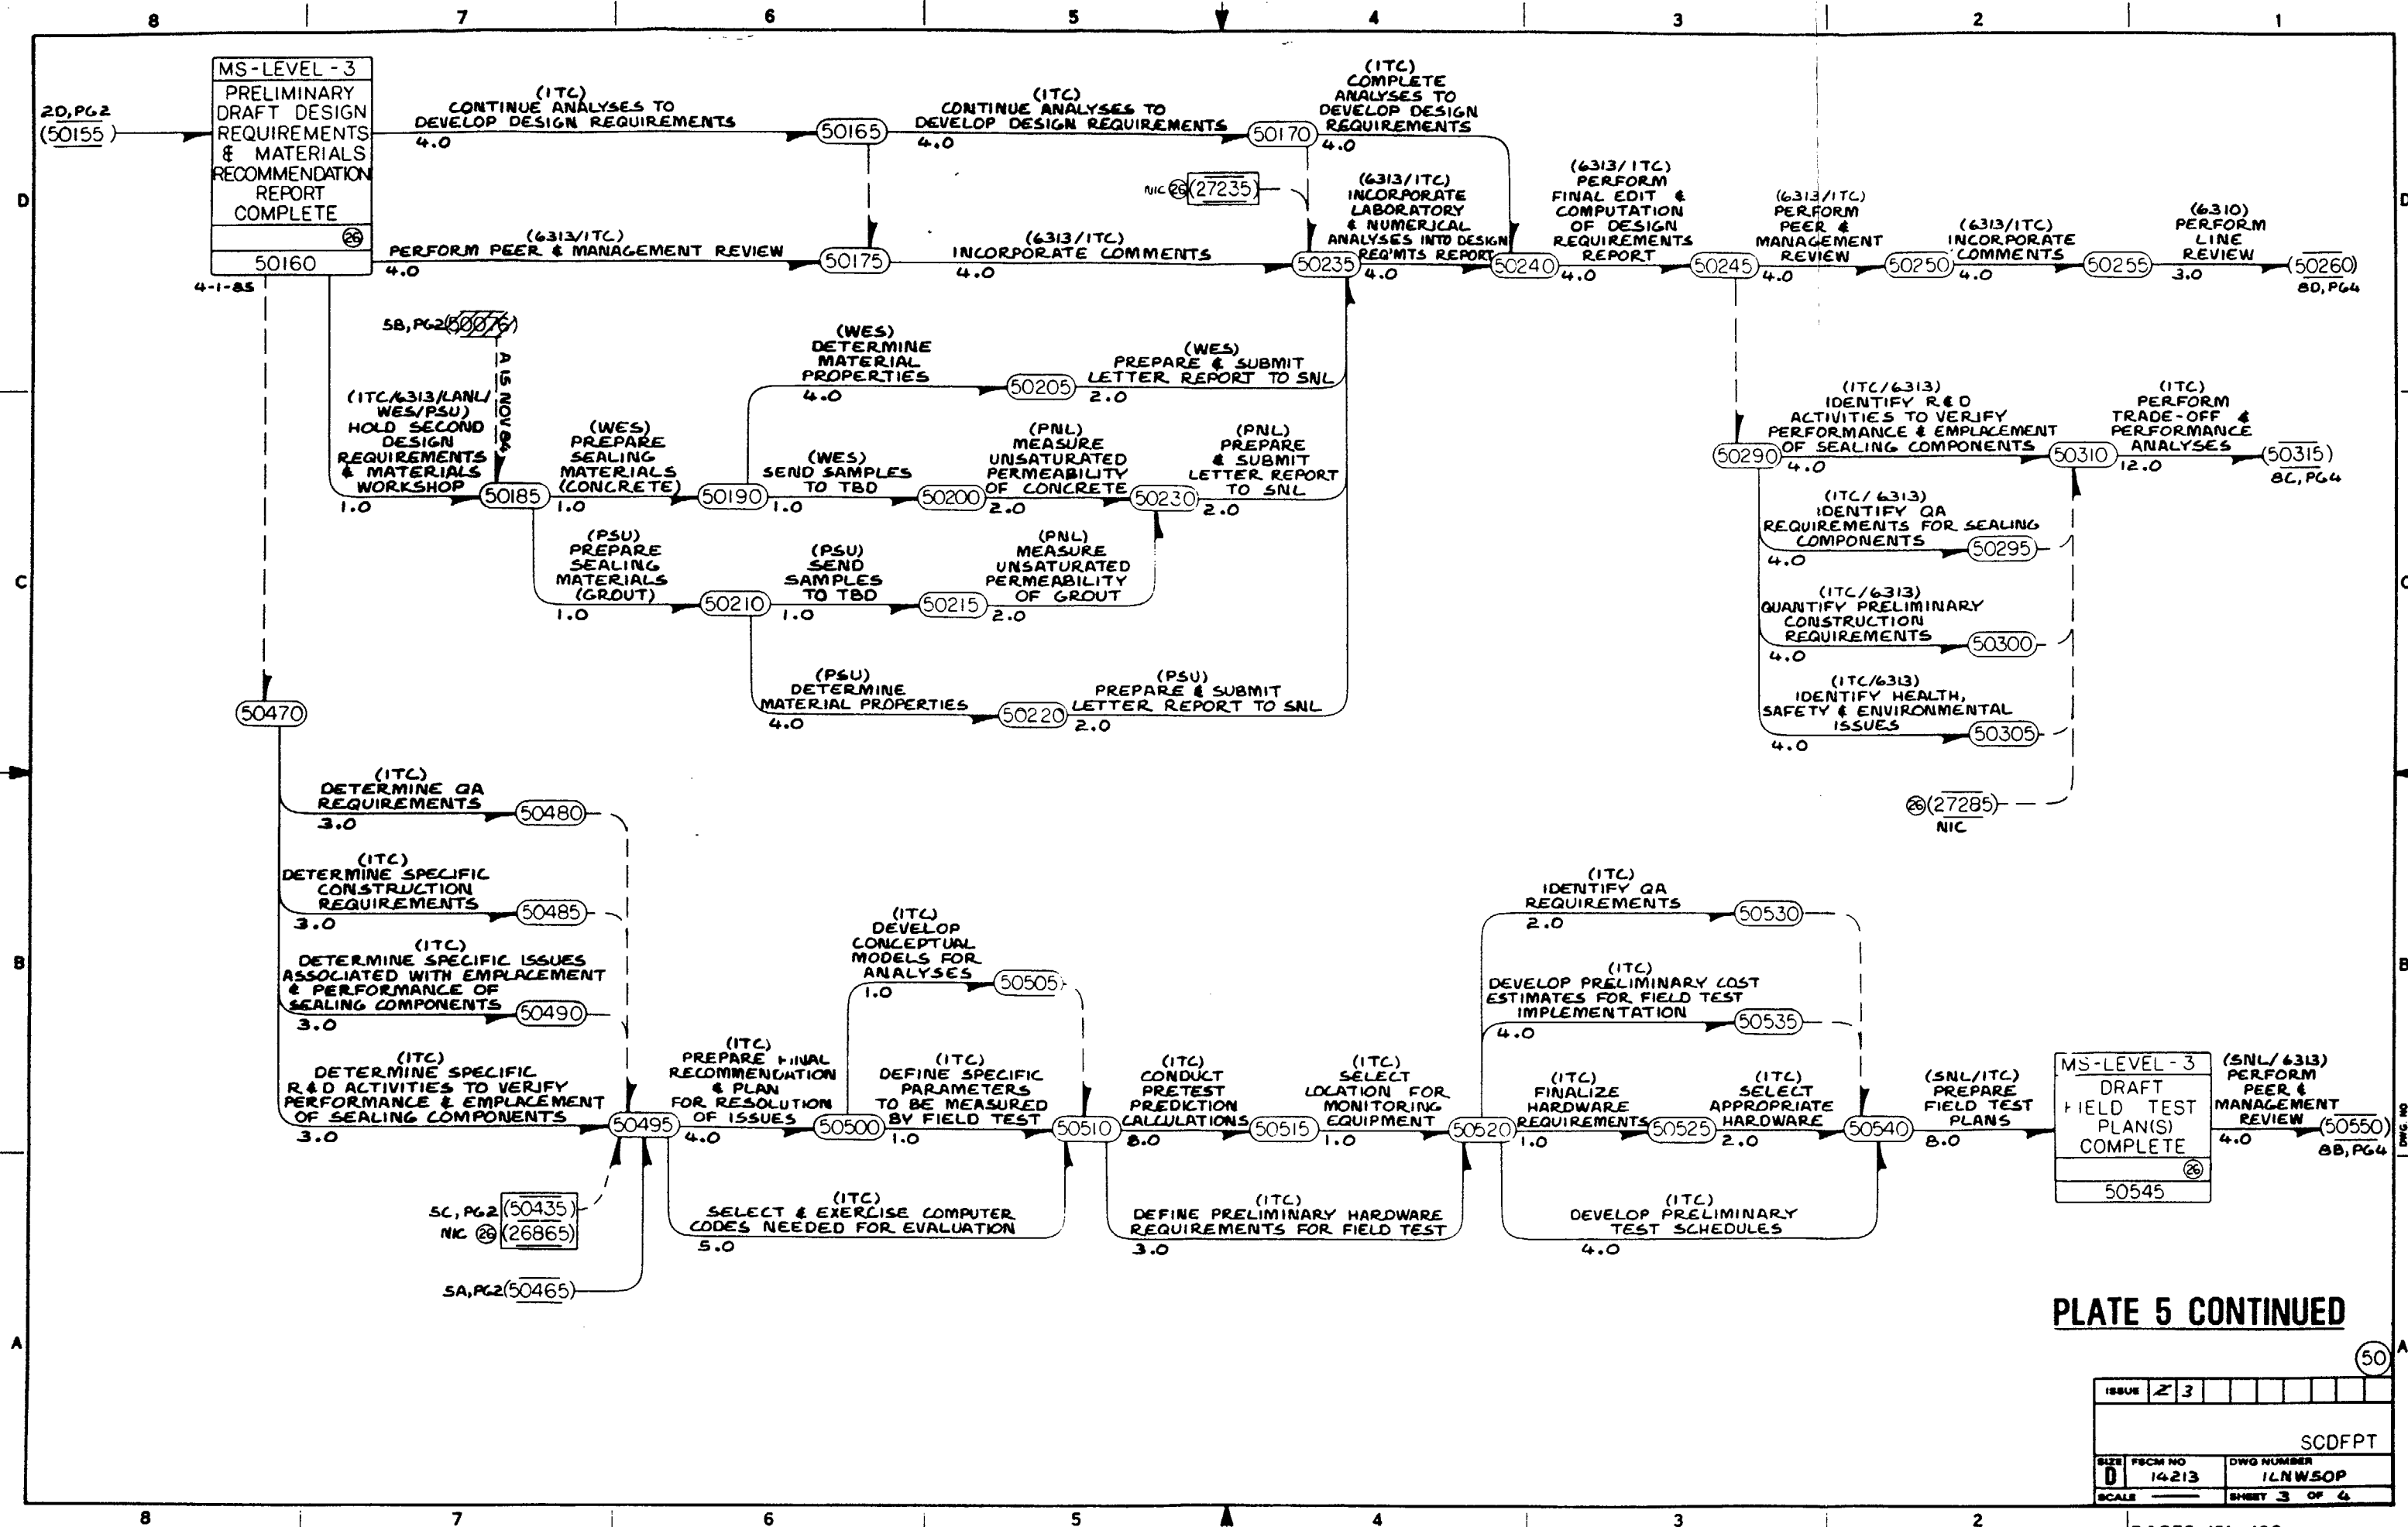 8 7 6 5 4 3 2 1
MS-LEVEL-3
PRELIMINARY
DRAFT DESIGN
REQUIREMENTS
& MATERIALS
RECOMMENDATION
REPORT
COMPLETE
26
50160
4-1-85
2D, PG2
(50155)
(ITC)
CONTINUE ANALYSES TO
DEVELOP DESIGN REQUIREMENTS
4.0
50165
(ITC)
CONTINUE ANALYSES TO
DEVELOP DESIGN REQUIREMENTS
4.0
50170
(ITC)
COMPLETE
ANALYSES TO
DEVELOP DESIGN
REQUIREMENTS
4.0
NIC 26 (27235)
D
D
(6313/ITC)
PERFORM PEER & MANAGEMENT REVIEW
4.0
50175
(6313/ITC)
INCORPORATE COMMENTS
4.0
50235
(6313/ITC)
INCORPORATE
LABORATORY
& NUMERICAL
ANALYSES INTO DESIGN
REQ'MTS REPORT
4.0
50240
(6313/ITC)
PERFORM
FINAL EDIT &
COMPUTATION
OF DESIGN
REQUIREMENTS
REPORT
4.0
50245
(6313/ITC)
PERFORM
PEER &
MANAGEMENT
REVIEW
4.0
50250
(6313/ITC)
INCORPORATE
COMMENTS
4.0
50255
(6310)
PERFORM
LINE
REVIEW
3.0
(50260)
8D, PG4
5B, PG2 (50076)
A 15 NOV 84
(ITC/6313/LANL/
WES/PSU)
HOLD SECOND
DESIGN
REQUIREMENTS
& MATERIALS
WORKSHOP
1.0
50185
(WES)
PREPARE
SEALING
MATERIALS
(CONCRETE)
1.0
50190
(WES)
DETERMINE
MATERIAL
PROPERTIES
4.0
50205
(WES)
PREPARE & SUBMIT
LETTER REPORT TO SNL
2.0
(WES)
SEND SAMPLES
TO TBD
1.0
50200
(PNL)
MEASURE
UNSATURATED
PERMEABILITY
OF CONCRETE
2.0
50230
(PNL)
PREPARE
& SUBMIT
LETTER REPORT
TO SNL
2.0
(PSU)
PREPARE
SEALING
MATERIALS
(GROUT)
1.0
50210
(PSU)
SEND
SAMPLES
TO TBD
1.0
50215
(PNL)
MEASURE
UNSATURATED
PERMEABILITY
OF GROUT
2.0
(PSU)
DETERMINE
MATERIAL PROPERTIES
4.0
50220
(PSU)
PREPARE & SUBMIT
LETTER REPORT TO SNL
2.0
C
C
50290
(ITC/6313)
IDENTIFY R&D
ACTIVITIES TO VERIFY
PERFORMANCE & EMPLACEMENT
OF SEALING COMPONENTS
4.0
50310
(ITC)
PERFORM
TRADE-OFF &
PERFORMANCE
ANALYSES
12.0
(50315)
8C, PG4
(ITC/6313)
IDENTIFY QA
REQUIREMENTS FOR SEALING
COMPONENTS
4.0
50295
(ITC/6313)
QUANTIFY PRELIMINARY
CONSTRUCTION
REQUIREMENTS
4.0
50300
(ITC/6313)
IDENTIFY HEALTH,
SAFETY & ENVIRONMENTAL
ISSUES
4.0
50305
26 (27285)
NIC
50470
(ITC)
DETERMINE QA
REQUIREMENTS
3.0
50480
(ITC)
DETERMINE SPECIFIC
CONSTRUCTION
REQUIREMENTS
3.0
50485
(ITC)
DETERMINE SPECIFIC ISSUES
ASSOCIATED WITH EMPLACEMENT
& PERFORMANCE OF
SEALING COMPONENTS
3.0
50490
(ITC)
DETERMINE SPECIFIC
R&D ACTIVITIES TO VERIFY
PERFORMANCE & EMPLACEMENT
OF SEALING COMPONENTS
3.0
50495
B
B
(ITC)
PREPARE FINAL
RECOMMENDATION
& PLAN
FOR RESOLUTION
OF ISSUES
4.0
50500
(ITC)
DEVELOP
CONCEPTUAL
MODELS FOR
ANALYSES
1.0
50505
(ITC)
DEFINE SPECIFIC
PARAMETERS
TO BE MEASURED
BY FIELD TEST
1.0
50510
(ITC)
CONDUCT
PRETEST
PREDICTION
CALCULATIONS
8.0
50515
(ITC)
SELECT
LOCATION FOR
MONITORING
EQUIPMENT
1.0
50520
(ITC)
IDENTIFY QA
REQUIREMENTS
2.0
50530
(ITC)
DEVELOP PRELIMINARY COST
ESTIMATES FOR FIELD TEST
IMPLEMENTATION
4.0
50535
(ITC)
FINALIZE
HARDWARE
REQUIREMENTS
1.0
50525
(ITC)
SELECT
APPROPRIATE
HARDWARE
2.0
50540
(SNL/ITC)
PREPARE
FIELD TEST
PLANS
8.0
MS-LEVEL-3
DRAFT
FIELD TEST
PLAN(S)
COMPLETE
26
50545
(SNL/6313)
PERFORM
PEER &
MANAGEMENT
REVIEW
4.0
(50550)
8B, PG4
DWG. NO
5C, PG2 (50435)
NIC 26 (26865)
5A, PG2 (50465)
(ITC)
SELECT & EXERCISE COMPUTER
CODES NEEDED FOR EVALUATION
5.0
(ITC)
DEFINE PRELIMINARY HARDWARE
REQUIREMENTS FOR FIELD TEST
3.0
(ITC)
DEVELOP PRELIMINARY
TEST SCHEDULES
4.0
A
A
PLATE 5 CONTINUED
50
ISSUE 2 3
SCDFPT
SIZE D
FSCM NO 14213
DWG NUMBER 1LNW50P
SCALE
SHEET 3 OF 4
8 7 6 5 4 3 2